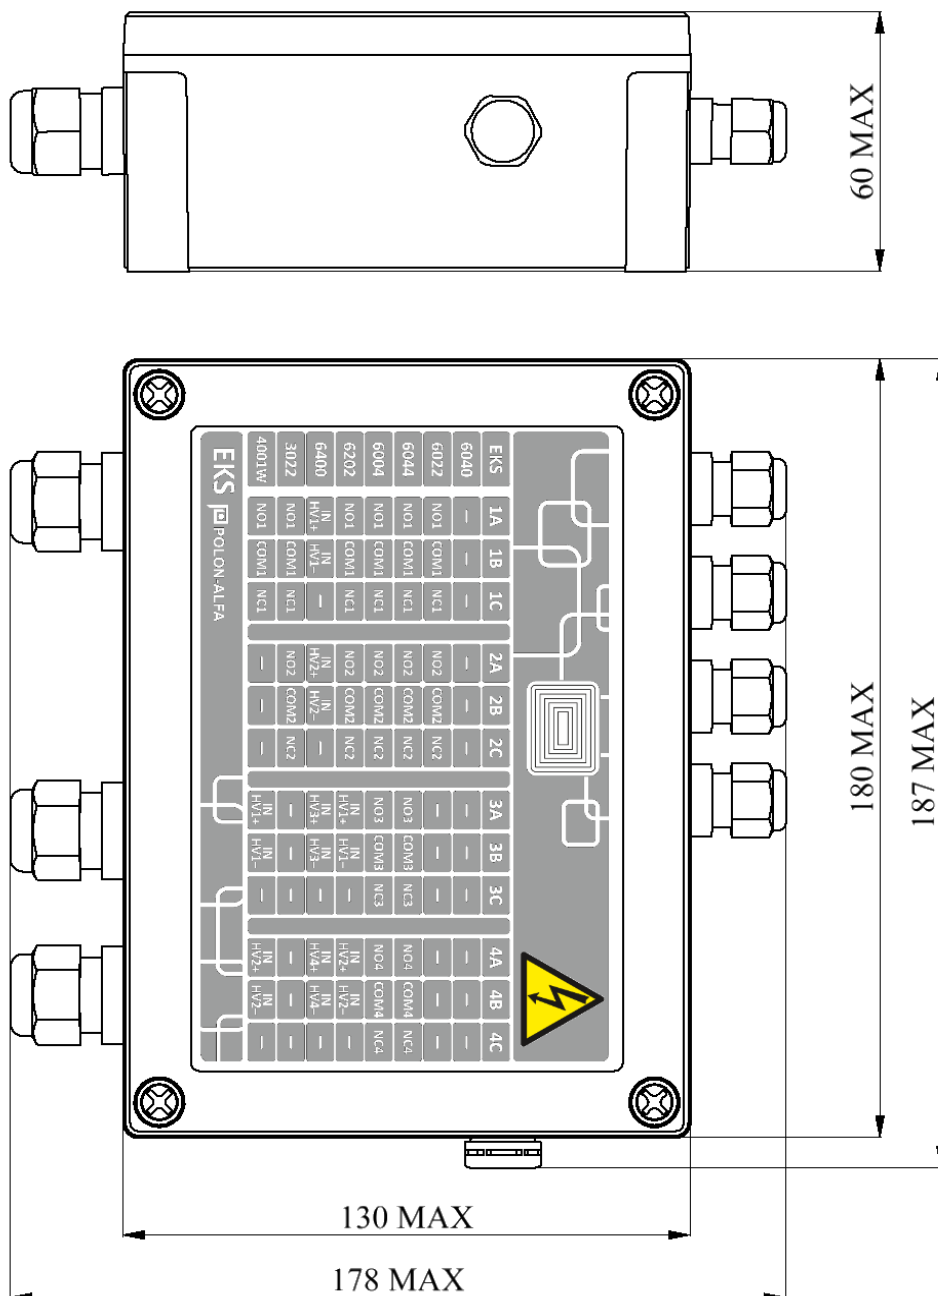 60 MAX
EKS 1A 1B 1C 2A 2B 2C 3A 3B 3C 4A 4B 4C
6040 – – – – – – – – – – – –
6022 NO1 COM1 NC1 NO2 COM2 NC2 – – – – – –
6044 NO1 COM1 NC1 NO2 COM2 NC2 NO3 COM3 NC3 NO4 COM4 NC4
6004 NO1 COM1 NC1 NO2 COM2 NC2 NO3 COM3 NC3 NO4 COM4 NC4
6202 NO1 COM1 NC1 NO2 COM2 NC2 IN HV1+ IN HV1– – IN HV2+ IN HV2– –
6400 IN HV1+ IN HV1– – IN HV2+ IN HV2– – IN HV3+ IN HV3– – IN HV4+ IN HV4– –
3022 NO1 COM1 NC1 NO2 COM2 NC2 – – – – – –
4001W NO1 COM1 NC1 – – – IN HV1+ IN HV1– – IN HV2+ IN HV2– –
EKS POLON-ALFA
180 MAX
187 MAX
130 MAX
178 MAX